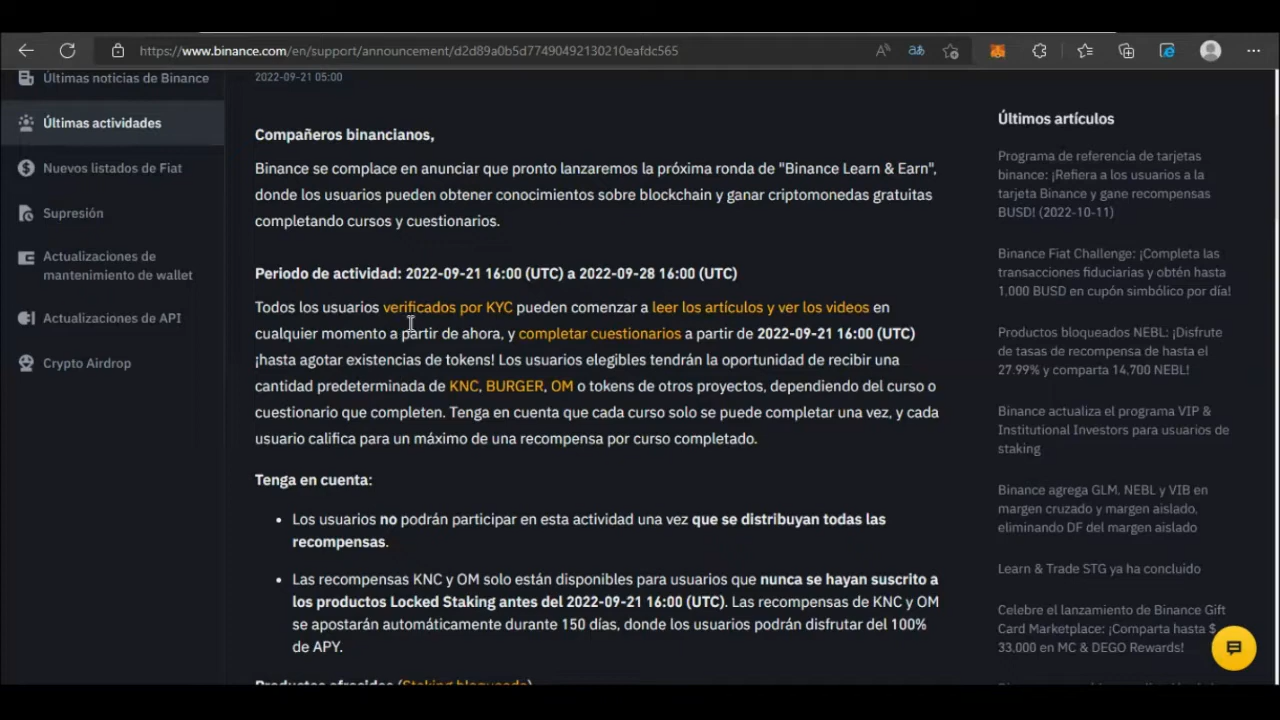 https://www.binance.com/en/support/announcement/d2d89a0b5d77490492130210eafdc565
Últimas noticias de Binance
Últimas actividades
Nuevos listados de Fiat
Supresión
Actualizaciones de
mantenimiento de wallet
Actualizaciones de API
Crypto Airdrop
2022-09-21 05:00
Compañeros binancianos,
Binance se complace en anunciar que pronto lanzaremos la próxima ronda de "Binance Learn & Earn",
donde los usuarios pueden obtener conocimientos sobre blockchain y ganar criptomonedas gratuitas
completando cursos y cuestionarios.
Periodo de actividad: 2022-09-21 16:00 (UTC) a 2022-09-28 16:00 (UTC)
Todos los usuarios verificados por KYC pueden comenzar a leer los artículos y ver los videos en
cualquier momento a partir de ahora, y completar cuestionarios a partir de 2022-09-21 16:00 (UTC)
¡hasta agotar existencias de tokens! Los usuarios elegibles tendrán la oportunidad de recibir una
cantidad predeterminada de KNC, BURGER, OM o tokens de otros proyectos, dependiendo del curso o
cuestionario que completen. Tenga en cuenta que cada curso solo se puede completar una vez, y cada
usuario califica para un máximo de una recompensa por curso completado.
Tenga en cuenta:
• Los usuarios no podrán participar en esta actividad una vez que se distribuyan todas las
recompensas.
• Las recompensas KNC y OM solo están disponibles para usuarios que nunca se hayan suscrito a
los productos Locked Staking antes del 2022-09-21 16:00 (UTC). Las recompensas de KNC y OM
se apostarán automáticamente durante 150 días, donde los usuarios podrán disfrutar del 100%
de APY.
Productos ofrecidos (Staking bloqueado)
Últimos artículos
Programa de referencia de tarjetas
binance: ¡Refiera a los usuarios a la
tarjeta Binance y gane recompensas
BUSD! (2022-10-11)
Binance Fiat Challenge: ¡Completa las
transacciones fiduciarias y obtén hasta
1,000 BUSD en cupón simbólico por día!
Productos bloqueados NEBL: ¡Disfrute
de tasas de recompensa de hasta el
27.99% y comparta 14,700 NEBL!
Binance actualiza el programa VIP &
Institutional Investors para usuarios de
staking
Binance agrega GLM, NEBL y VIB en
margen cruzado y margen aislado,
eliminando DF del margen aislado
Learn & Trade STG ya ha concluido
Celebre el lanzamiento de Binance Gift
Card Marketplace: ¡Comparta hasta $
33.000 en MC & DEGO Rewards!